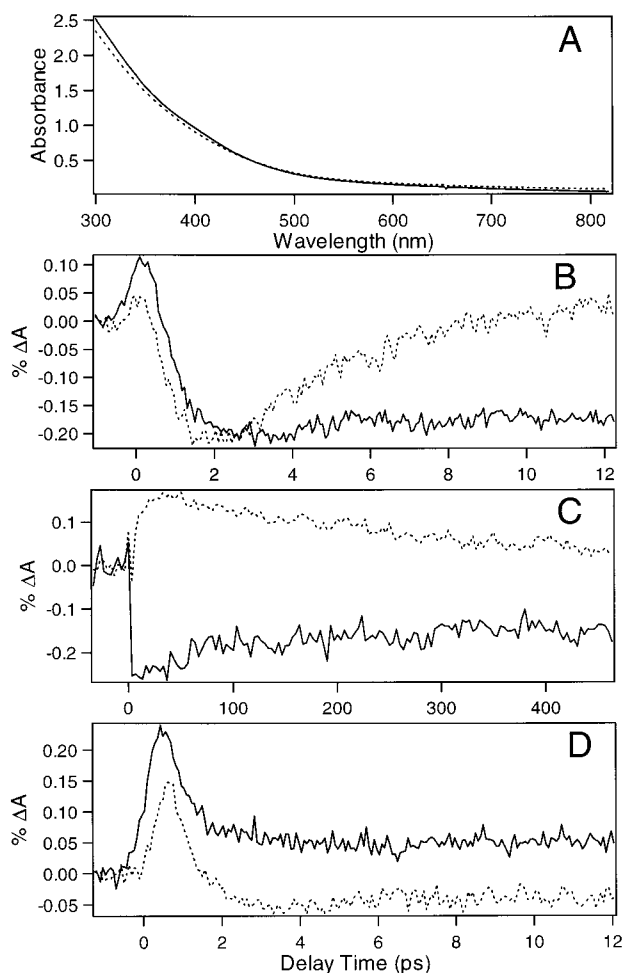 A
Absorbance
2.5
2.0
1.5
1.0
0.5
300 400 500 600 700 800
Wavelength (nm)
B
% ΔA
0.10
0.05
0.00
-0.05
-0.10
-0.15
-0.20
0 2 4 6 8 10 12
C
% ΔA
0.1
0.0
-0.1
-0.2
0 100 200 300 400
D
% ΔA
0.20
0.15
0.10
0.05
0.00
-0.05
0 2 4 6 8 10 12
Delay Time (ps)